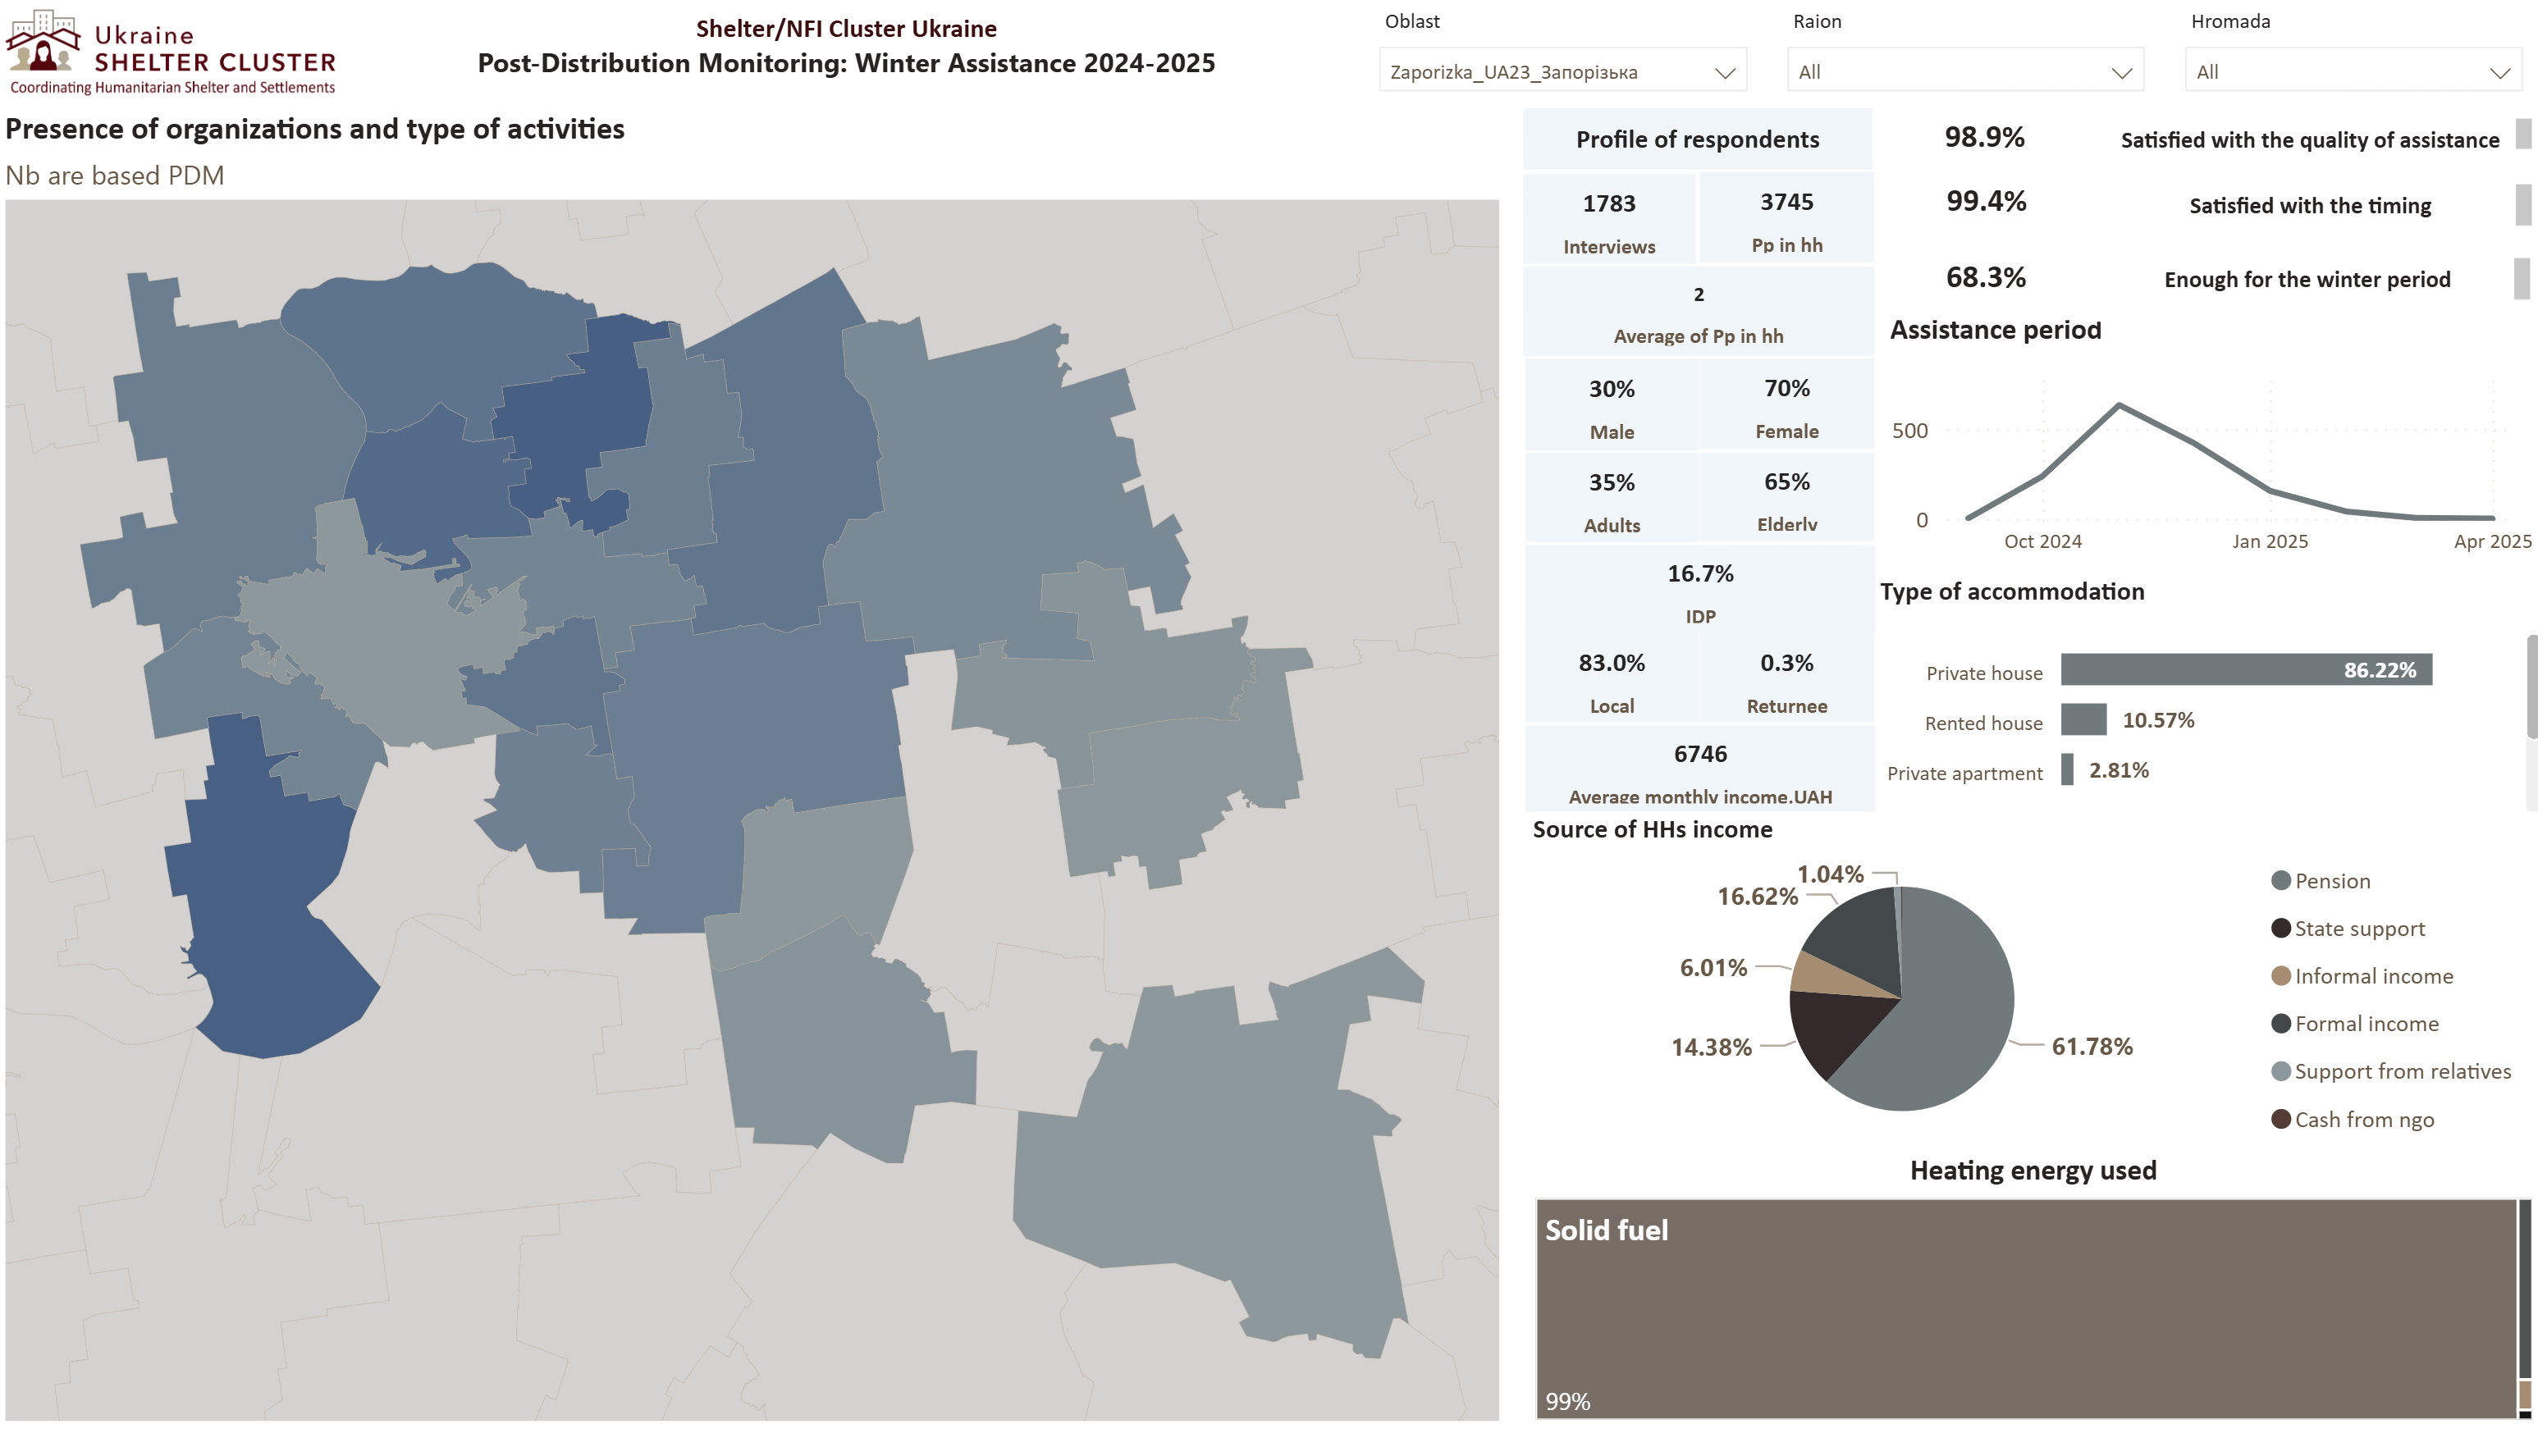 Ukraine
SHELTER CLUSTER
Coordinating Humanitarian Shelter and Settlements
Shelter/NFI Cluster Ukraine
Post-Distribution Monitoring: Winter Assistance 2024-2025
Oblast
Zaporizka_UA23_Запорізька
Raion
All
Hromada
All
Presence of organizations and type of activities
Nb are based PDM
Profile of respondents
1783
Interviews
3745
Pp in hh
2
Average of Pp in hh
30%
Male
70%
Female
35%
Adults
65%
Elderly
16.7%
IDP
83.0%
Local
0.3%
Returnee
6746
Average monthly income,UAH
98.9%
Satisfied with the quality of assistance
99.4%
Satisfied with the timing
68.3%
Enough for the winter period
Assistance period
500
0
Oct 2024
Jan 2025
Apr 2025
Type of accommodation
Private house
86.22%
Rented house
10.57%
Private apartment
2.81%
Source of HHs income
1.04%
16.62%
6.01%
14.38%
61.78%
Pension
State support
Informal income
Formal income
Support from relatives
Cash from ngo
Heating energy used
Solid fuel
99%